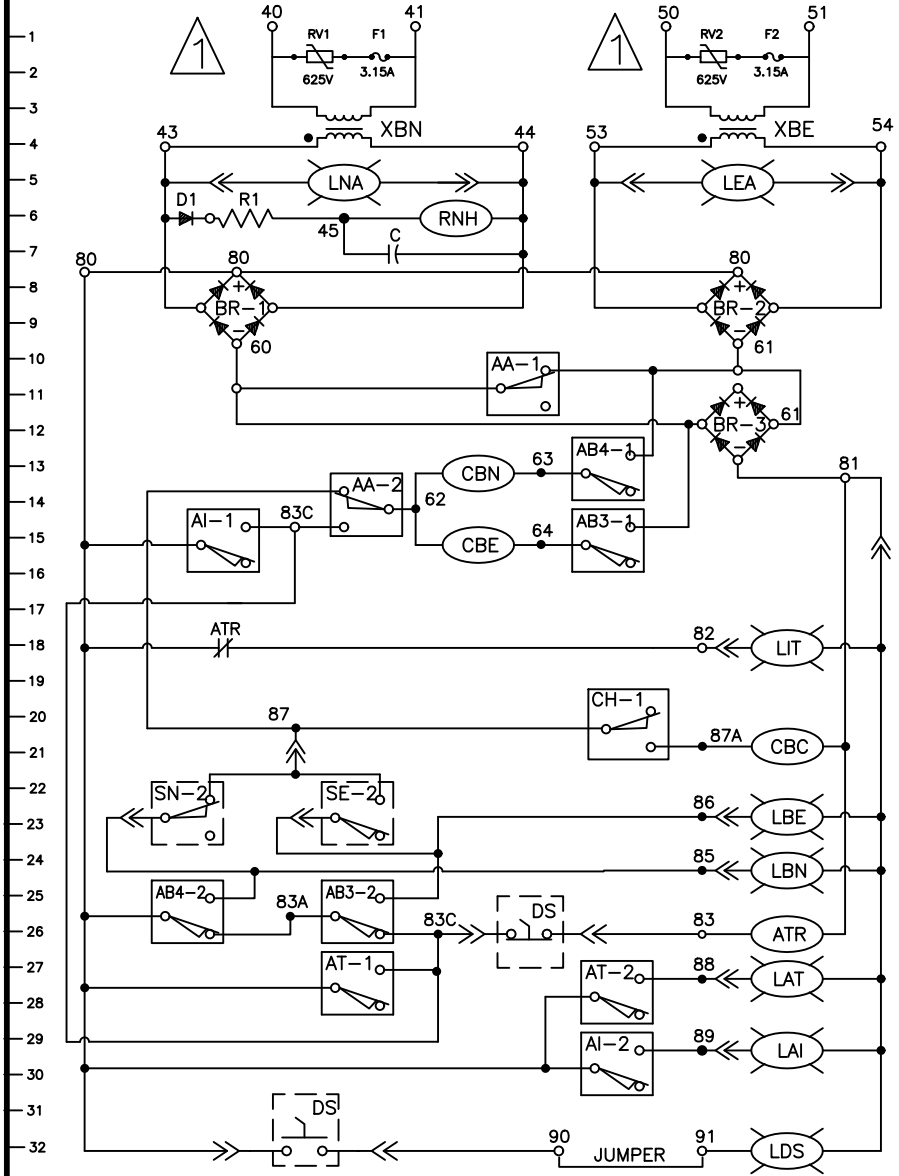 40 41 50 51
1
1 1
RV1 F1 RV2 F2
2
625V 3.15A 625V 3.15A
3
XBN XBE
4
43 44 53 54
5
LNA LEA
6
D1 R1 45 RNH
7
C
80 80 80
8
+ +
BR-1 BR-2
9
- -
60 61
10
AA-1
11
+
12
BR-3 61
-
13
63 AB4-1 81
CBN
AA-2
14
62
AI-1 83C
64 AB3-1
15
CBE
16
17
ATR
18
82 LIT
19
CH-1
20
87
21
87A CBC
22
SN-2 SE-2
23
86 LBE
24
85 LBN
25
AB4-2 83A AB3-2
DS
26
83C 83 ATR
27
AT-1 AT-2 88 LAT
28
29
AI-2 89 LAI
30
31
DS
32
90 JUMPER 91 LDS